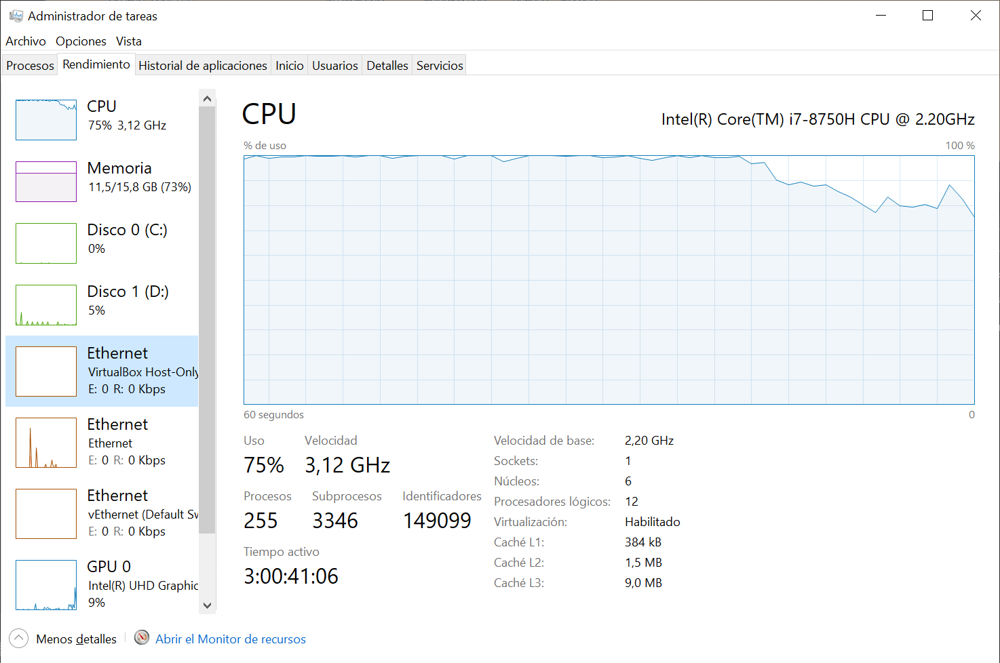 Administrador de tareas
Archivo Opciones Vista
Procesos Rendimiento Historial de aplicaciones Inicio Usuarios Detalles Servicios
CPU
75% 3,12 GHz
Memoria
11,5/15,8 GB (73%)
Disco 0 (C:)
0%
Disco 1 (D:)
5%
Ethernet
VirtualBox Host-Only
E: 0 R: 0 Kbps
Ethernet
Ethernet
E: 0 R: 0 Kbps
Ethernet
vEthernet (Default Sw
E: 0 R: 0 Kbps
GPU 0
Intel(R) UHD Graphic
9%
CPU
Intel(R) Core(TM) i7-8750H CPU @ 2.20GHz
% de uso 100 %
60 segundos 0
Uso Velocidad
75% 3,12 GHz
Procesos Subprocesos Identificadores
255 3346 149099
Tiempo activo
3:00:41:06
Velocidad de base: 2,20 GHz
Sockets: 1
Núcleos: 6
Procesadores lógicos: 12
Virtualización: Habilitado
Caché L1: 384 kB
Caché L2: 1,5 MB
Caché L3: 9,0 MB
Menos detalles Abrir el Monitor de recursos